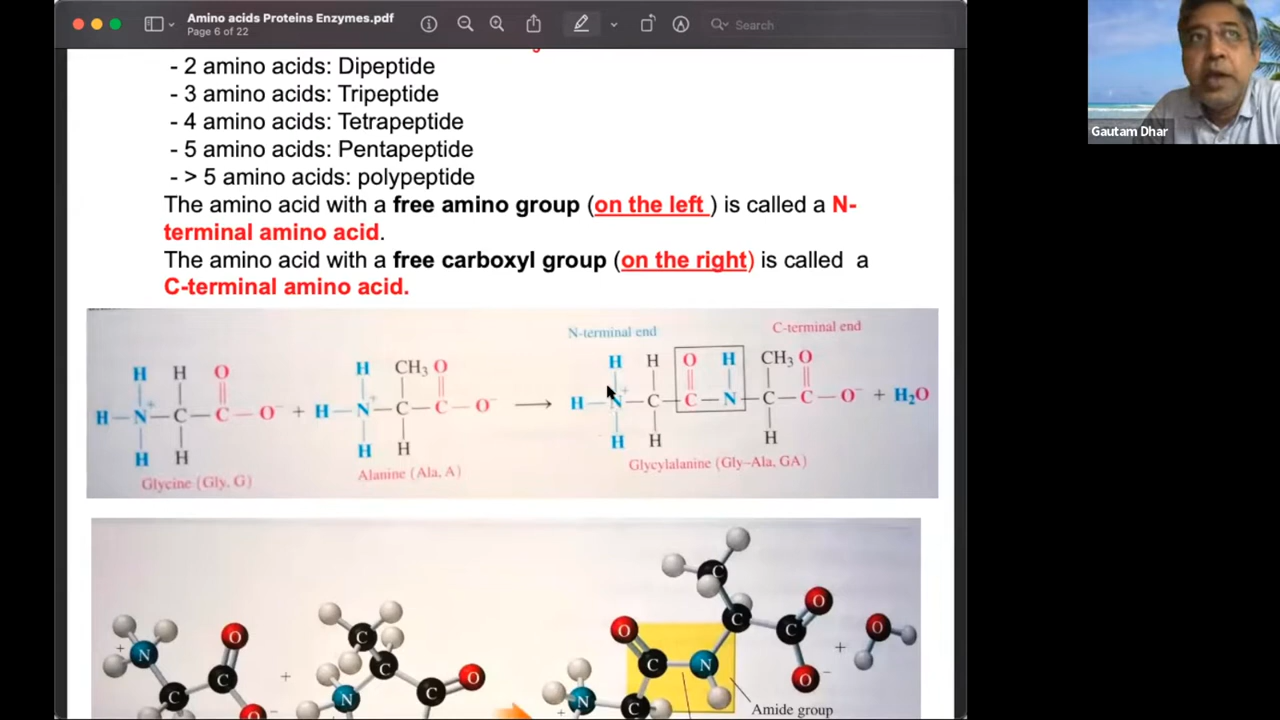 Amino acids Proteins Enzymes.pdf
Page 6 of 22
Search
Gautam Dhar
- 2 amino acids: Dipeptide
- 3 amino acids: Tripeptide
- 4 amino acids: Tetrapeptide
- 5 amino acids: Pentapeptide
- > 5 amino acids: polypeptide
The amino acid with a free amino group (on the left ) is called a N-
terminal amino acid.
The amino acid with a free carboxyl group (on the right) is called a
C-terminal amino acid.
N-terminal end C-terminal end
H H O H CH3 O H H O H CH3 O
H—N+—C—C—O− + H—N+—C—C—O− → H—N+—C—C—N—C—C—O− + H2O
H H H H H H H
Glycine (Gly, G) Alanine (Ala, A) Glycylalanine (Gly–Ala, GA)
C
O O O
N C C N C N C O
+ C + N C C N C O + 
C O N C
+ Amide group